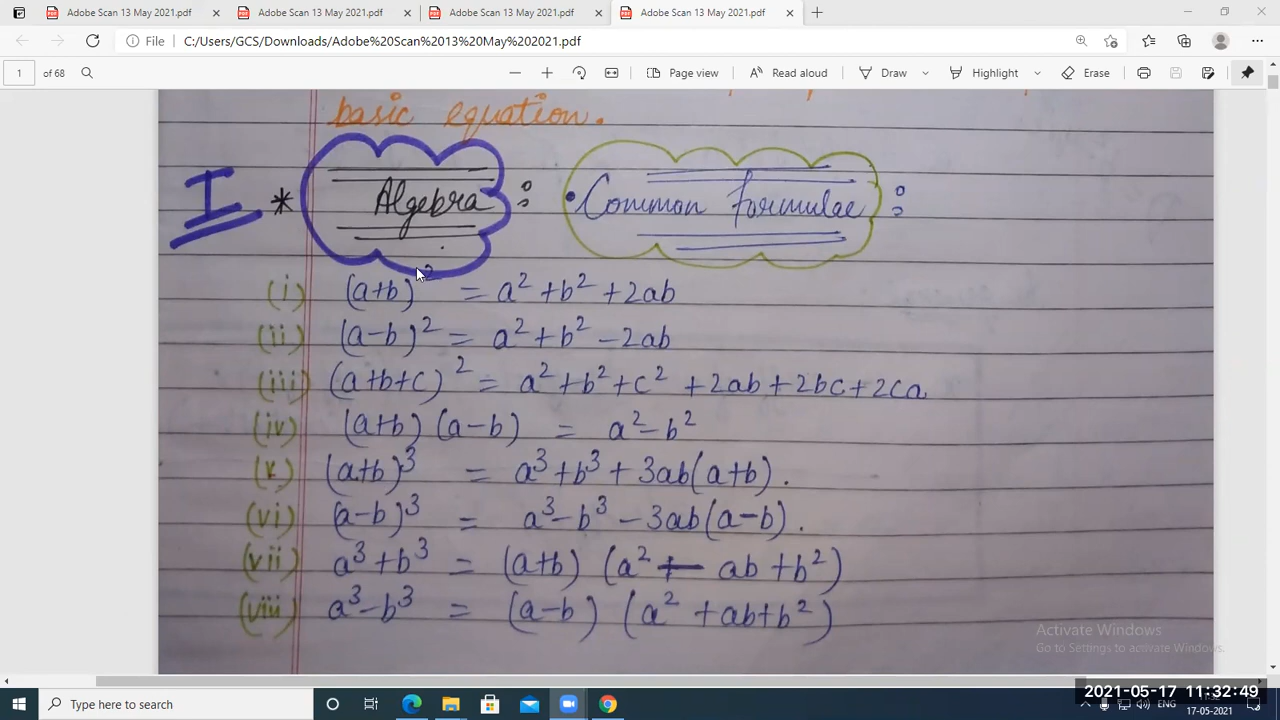 Adobe Scan 13 May 2021.pdf Adobe Scan 13 May 2021.pdf Adobe Scan 13 May 2021.pdf Adobe Scan 13 May 2021.pdf
File C:/Users/GCS/Downloads/Adobe%20Scan%2013%20May%202021.pdf
1 of 68 Page view Read aloud Draw Highlight Erase
basic equation.
I * Algebra : • Common formulae :
(i) (a+b)² = a² + b² + 2ab
(ii) (a-b)² = a² + b² - 2ab
(iii) (a+b+c)² = a² + b² + c² + 2ab + 2bc + 2ca
(iv) (a+b) (a-b) = a² - b²
(v) (a+b)³ = a³ + b³ + 3ab(a+b).
(vi) (a-b)³ = a³ - b³ - 3ab(a-b).
(vii) a³ + b³ = (a+b) (a² - ab + b²)
(viii) a³ - b³ = (a-b) (a² + ab + b²)
Activate Windows
Go to Settings to activate Windows.
2021-05-17 11:32:49
Type here to search ENG 17-05-2021